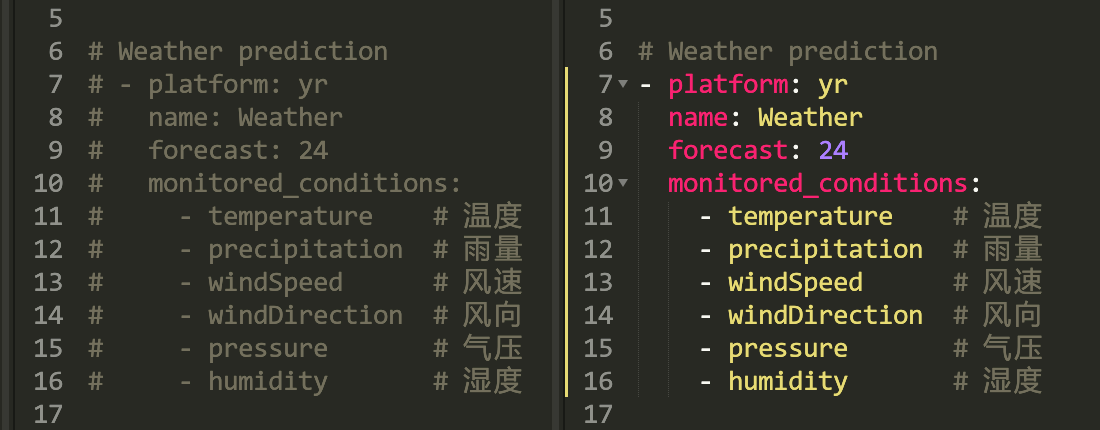 5
6 # Weather prediction
7 # - platform: yr
8 #   name: Weather
9 #   forecast: 24
10 #   monitored_conditions:
11 #     - temperature    # 温度
12 #     - precipitation  # 雨量
13 #     - windSpeed      # 风速
14 #     - windDirection  # 风向
15 #     - pressure       # 气压
16 #     - humidity       # 湿度
17
5
6 # Weather prediction
7 - platform: yr
8   name: Weather
9   forecast: 24
10   monitored_conditions:
11     - temperature    # 温度
12     - precipitation  # 雨量
13     - windSpeed      # 风速
14     - windDirection  # 风向
15     - pressure       # 气压
16     - humidity       # 湿度
17